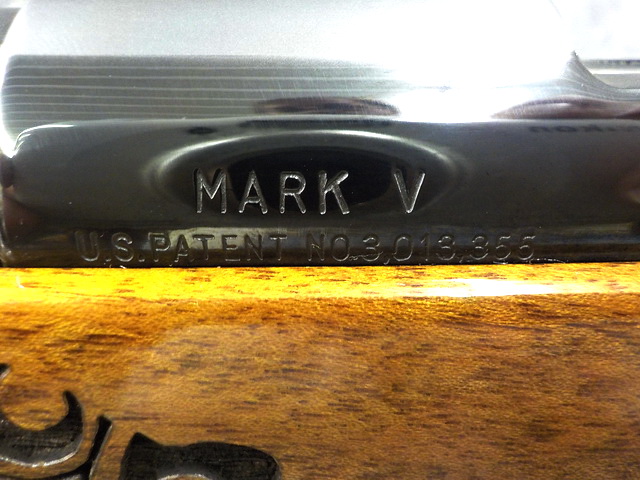 MARK V
U.S. PATENT NO. 3,013,355